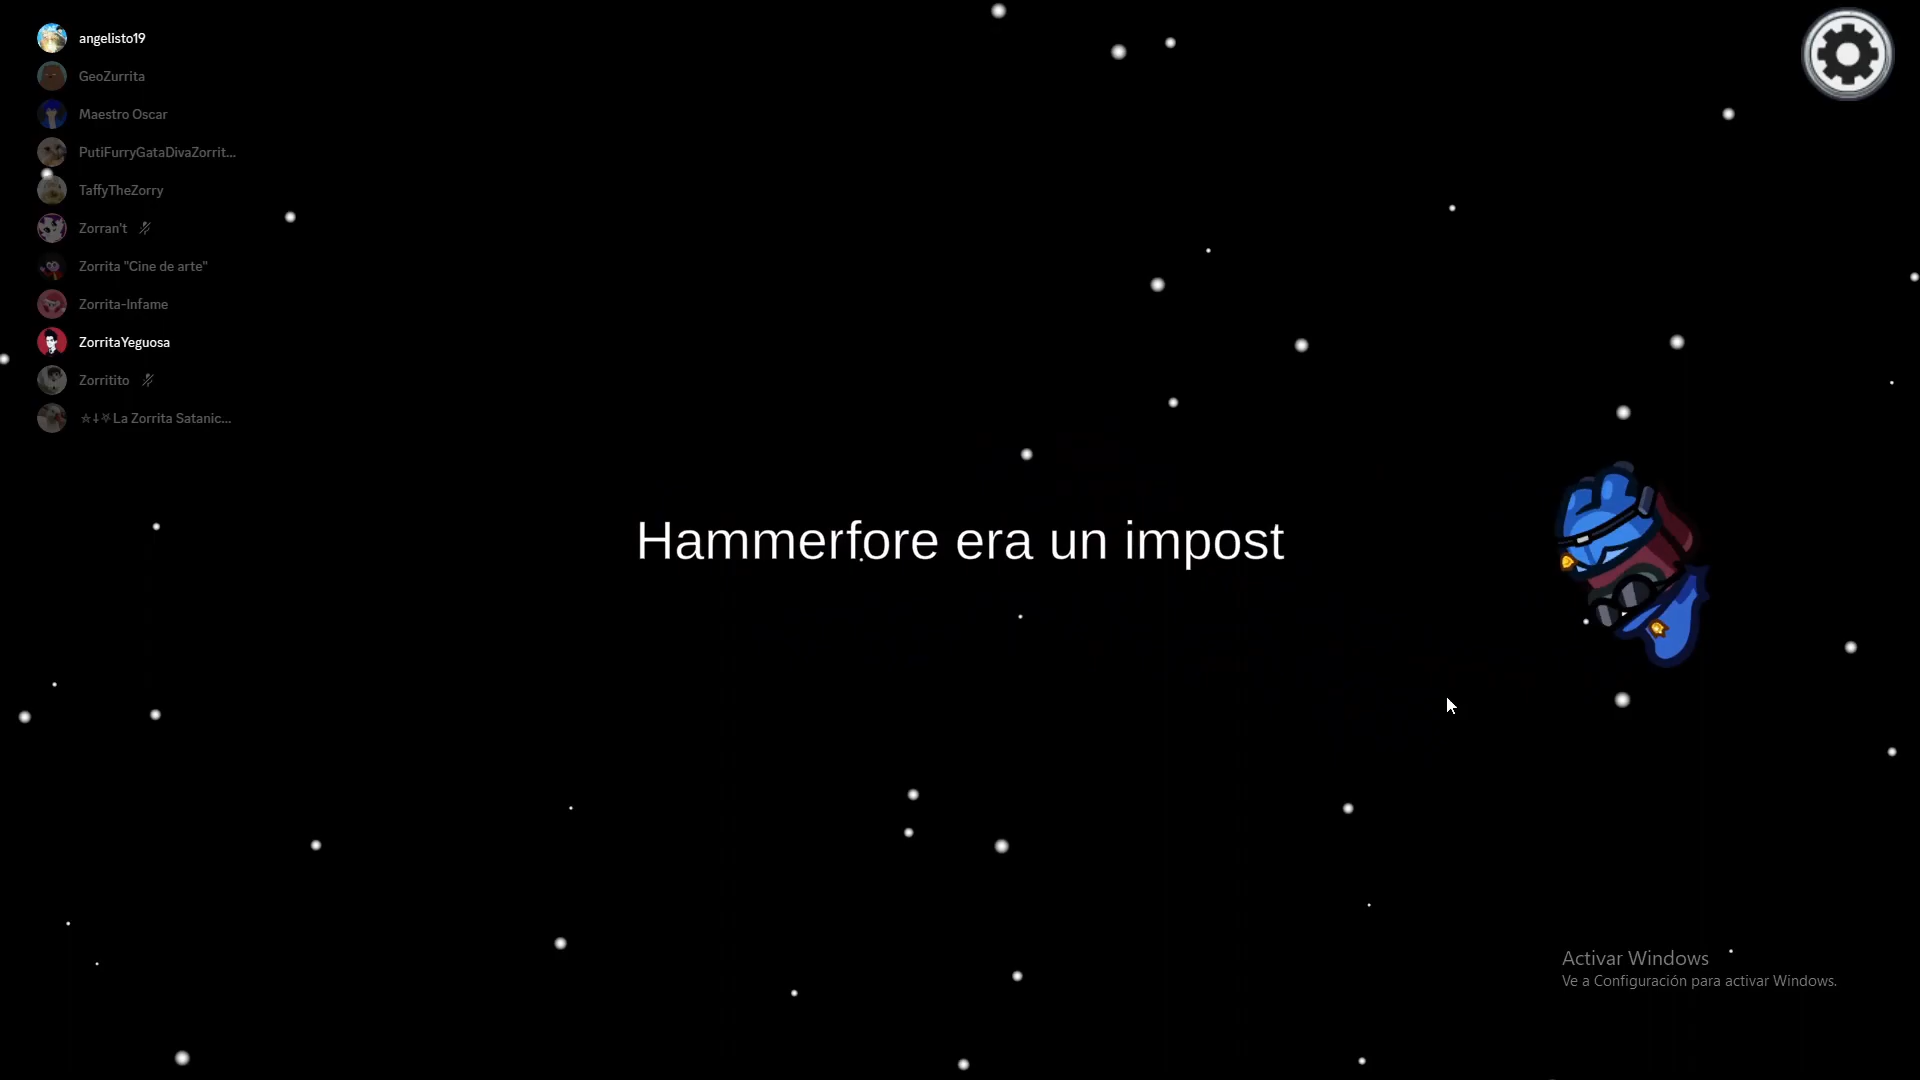 angelisto19
GeoZurrita
Maestro Oscar
PutiFurryGataDivaZorrit...
TaffyTheZorry
Zorran't
Zorrita "Cine de arte"
Zorrita-Infame
ZorritaYeguosa
Zorritito
⛧⸸⛧La Zorrita Satanic...
Hammerfore era un impost
Activar Windows
Ve a Configuración para activar Windows.